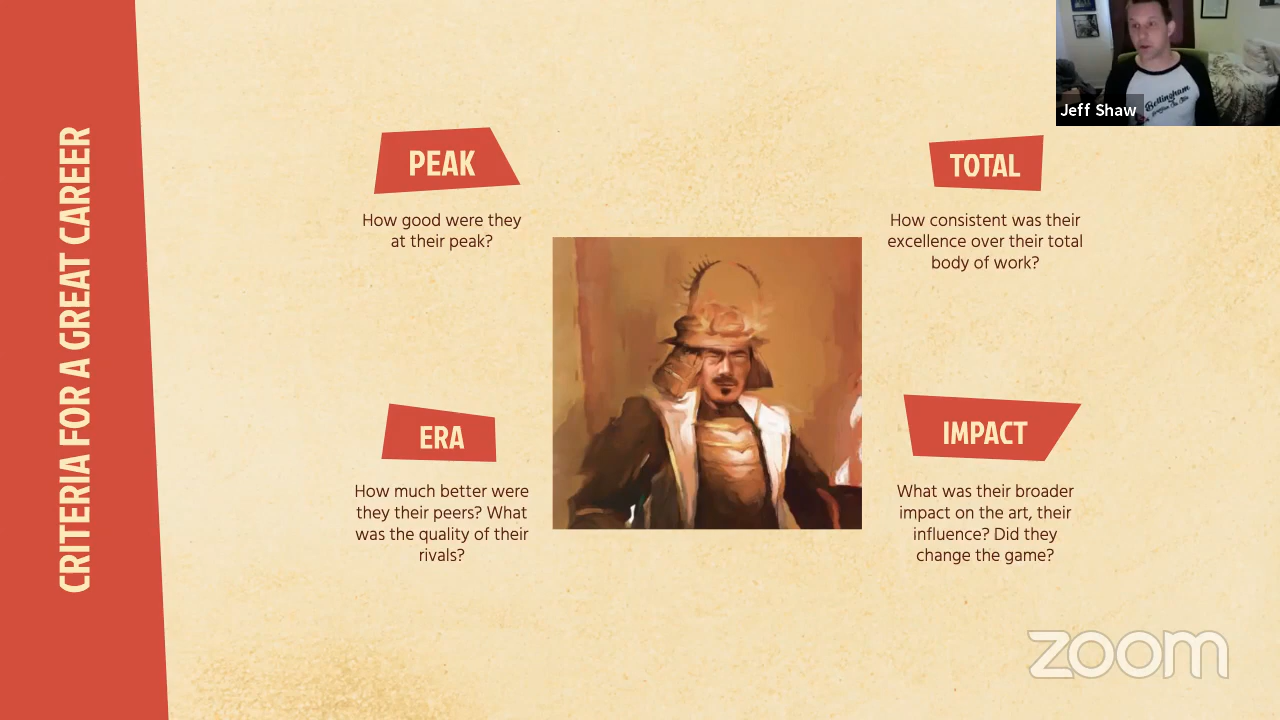 CRITERIA FOR A GREAT CAREER
PEAK
How good were they
at their peak?
TOTAL
How consistent was their
excellence over their total
body of work?
ERA
How much better were
they their peers? What
was the quality of their
rivals?
IMPACT
What was their broader
impact on the art, their
influence? Did they
change the game?
Jeff Shaw
Bellingham
zoom